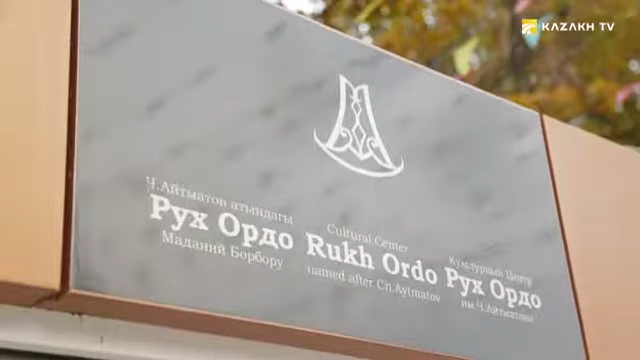 KAZAKH TV
Ч.Айтматов атындагы
Рух Ордо
Маданий Борбору
Cultural Center
Rukh Ordo
named after Ch.Aytmatov
Культурный Центр
Рух Ордо
им.Ч.Айтматова